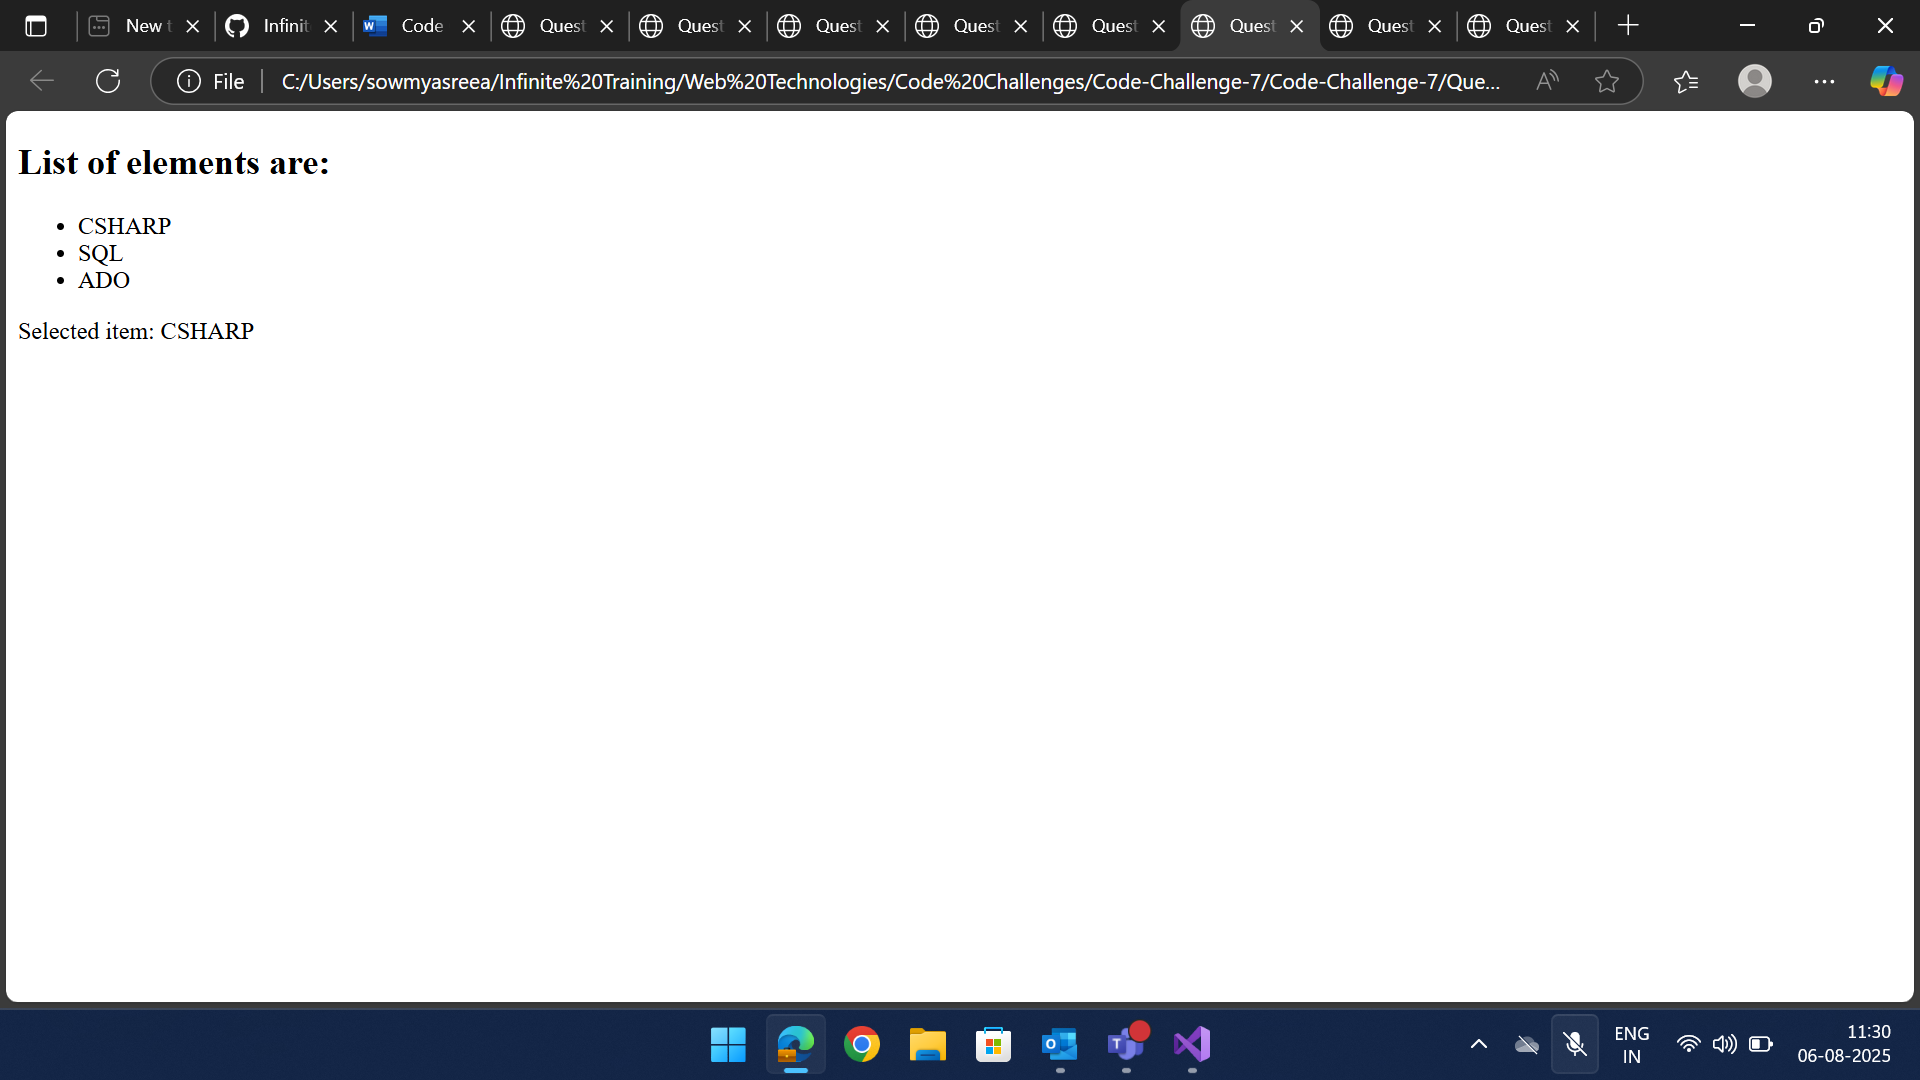 New t
Infinit
Code
Quest
Quest
Quest
Quest
Quest
Quest
Quest
Quest
File
C:/Users/sowmyasreea/Infinite%20Training/Web%20Technologies/Code%20Challenges/Code-Challenge-7/Code-Challenge-7/Que...
List of elements are:
• CSHARP
• SQL
• ADO
Selected item: CSHARP
ENG
IN
11:30
06-08-2025